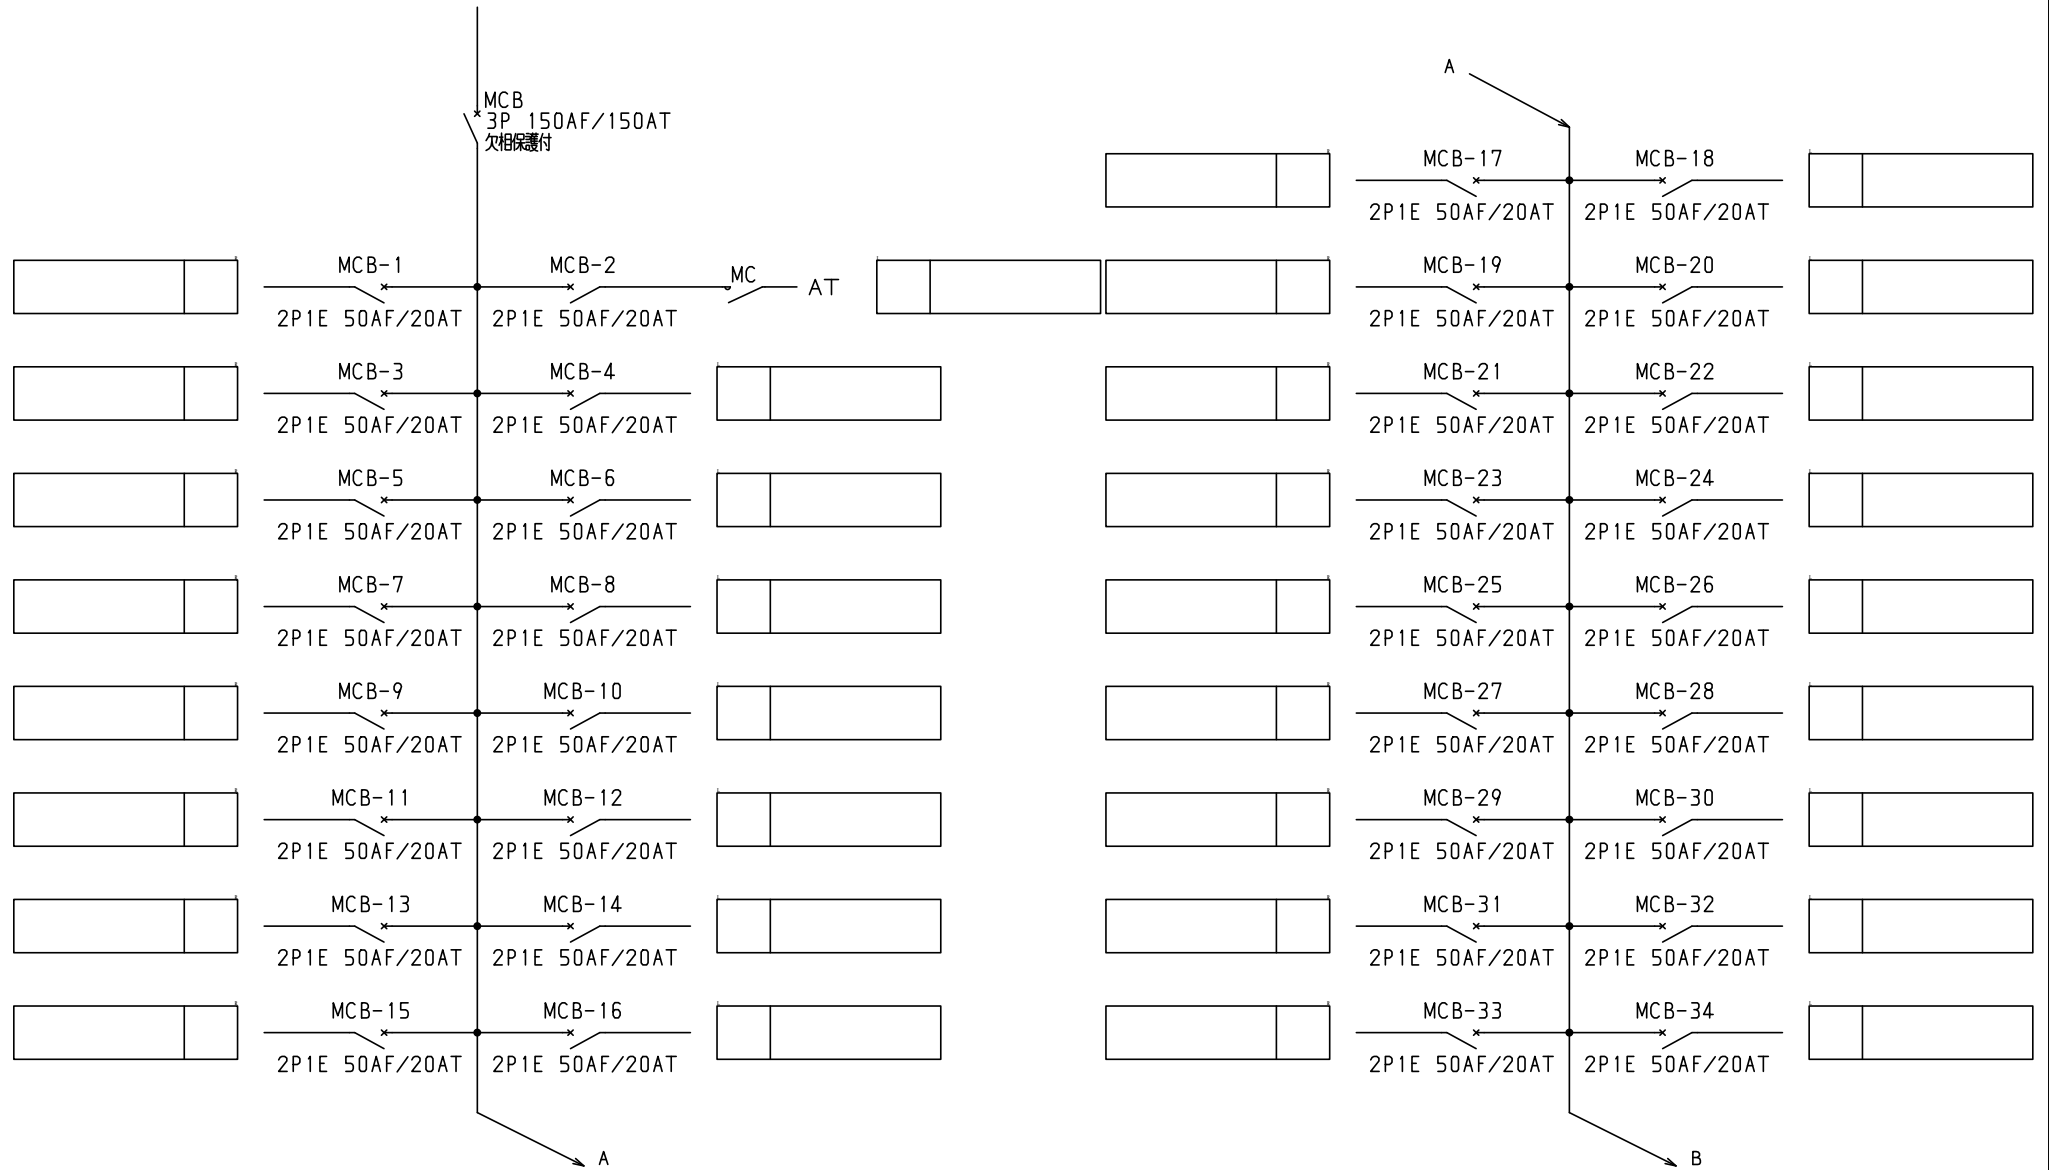 MCB
3P 150AF/150AT
欠相保護付
MCB-1 MCB-2 MC AT
2P1E 50AF/20AT 2P1E 50AF/20AT
MCB-3 MCB-4
2P1E 50AF/20AT 2P1E 50AF/20AT
MCB-5 MCB-6
2P1E 50AF/20AT 2P1E 50AF/20AT
MCB-7 MCB-8
2P1E 50AF/20AT 2P1E 50AF/20AT
MCB-9 MCB-10
2P1E 50AF/20AT 2P1E 50AF/20AT
MCB-11 MCB-12
2P1E 50AF/20AT 2P1E 50AF/20AT
MCB-13 MCB-14
2P1E 50AF/20AT 2P1E 50AF/20AT
MCB-15 MCB-16
2P1E 50AF/20AT 2P1E 50AF/20AT
A
A
MCB-17 MCB-18
2P1E 50AF/20AT 2P1E 50AF/20AT
MCB-19 MCB-20
2P1E 50AF/20AT 2P1E 50AF/20AT
MCB-21 MCB-22
2P1E 50AF/20AT 2P1E 50AF/20AT
MCB-23 MCB-24
2P1E 50AF/20AT 2P1E 50AF/20AT
MCB-25 MCB-26
2P1E 50AF/20AT 2P1E 50AF/20AT
MCB-27 MCB-28
2P1E 50AF/20AT 2P1E 50AF/20AT
MCB-29 MCB-30
2P1E 50AF/20AT 2P1E 50AF/20AT
MCB-31 MCB-32
2P1E 50AF/20AT 2P1E 50AF/20AT
MCB-33 MCB-34
2P1E 50AF/20AT 2P1E 50AF/20AT
B